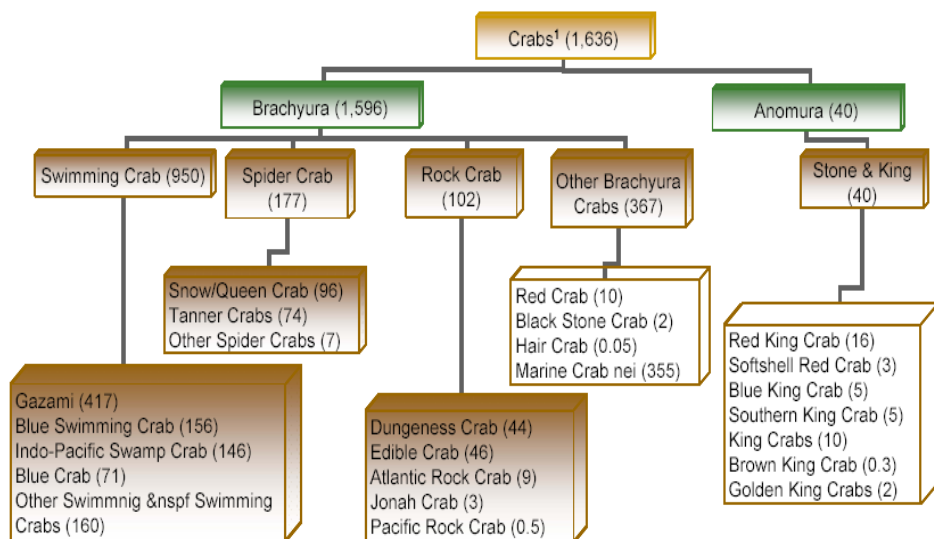 Crabs¹ (1,636)
Brachyura (1,596)
Anomura (40)
Swimming Crab (950)
Spider Crab
(177)
Rock Crab
(102)
Other Brachyura
Crabs (367)
Stone & King
(40)
Snow/Queen Crab (96)
Tanner Crabs (74)
Other Spider Crabs (7)
Red Crab (10)
Black Stone Crab (2)
Hair Crab (0.05)
Marine Crab nei (355)
Red King Crab (16)
Softshell Red Crab (3)
Blue King Crab (5)
Southern King Crab (5)
King Crabs (10)
Brown King Crab (0.3)
Golden King Crabs (2)
Gazami (417)
Blue Swimming Crab (156)
Indo-Pacific Swamp Crab (146)
Blue Crab (71)
Other Swimmnig &nspf Swimming
Crabs (160)
Dungeness Crab (44)
Edible Crab (46)
Atlantic Rock Crab (9)
Jonah Crab (3)
Pacific Rock Crab (0.5)